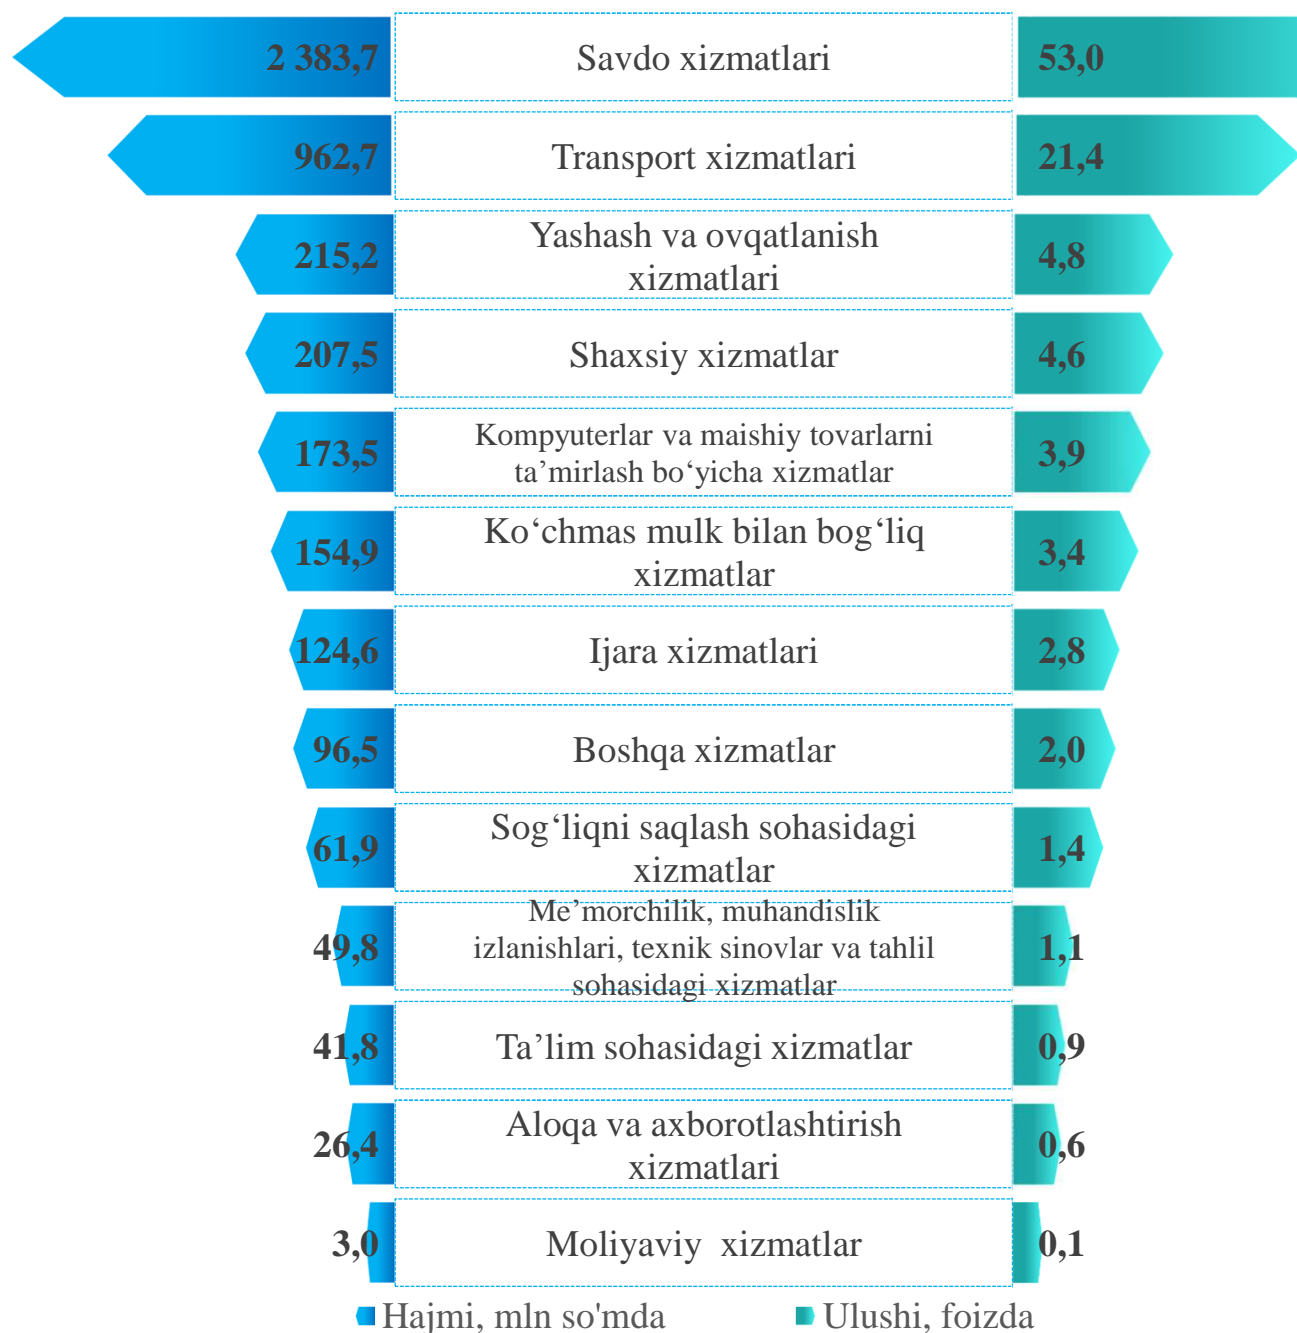 2 383,7 Savdo xizmatlari 53,0
962,7 Transport xizmatlari 21,4
215,2 Yashash va ovqatlanish 4,8
xizmatlari
207,5 Shaxsiy xizmatlar 4,6
173,5 Kompyuterlar va maishiy tovarlarni 3,9
ta’mirlash bo‘yicha xizmatlar
154,9 Ko‘chmas mulk bilan bog‘liq 3,4
xizmatlar
124,6 Ijara xizmatlari 2,8
96,5 Boshqa xizmatlar 2,0
61,9 Sog‘liqni saqlash sohasidagi 1,4
xizmatlar
Me’morchilik, muhandislik
49,8 izlanishlari, texnik sinovlar va tahlil 1,1
sohasidagi xizmatlar
41,8 Ta’lim sohasidagi xizmatlar 0,9
26,4 Aloqa va axborotlashtirish 0,6
xizmatlari
3,0 Moliyaviy xizmatlar 0,1
Hajmi, mln so'mda Ulushi, foizda